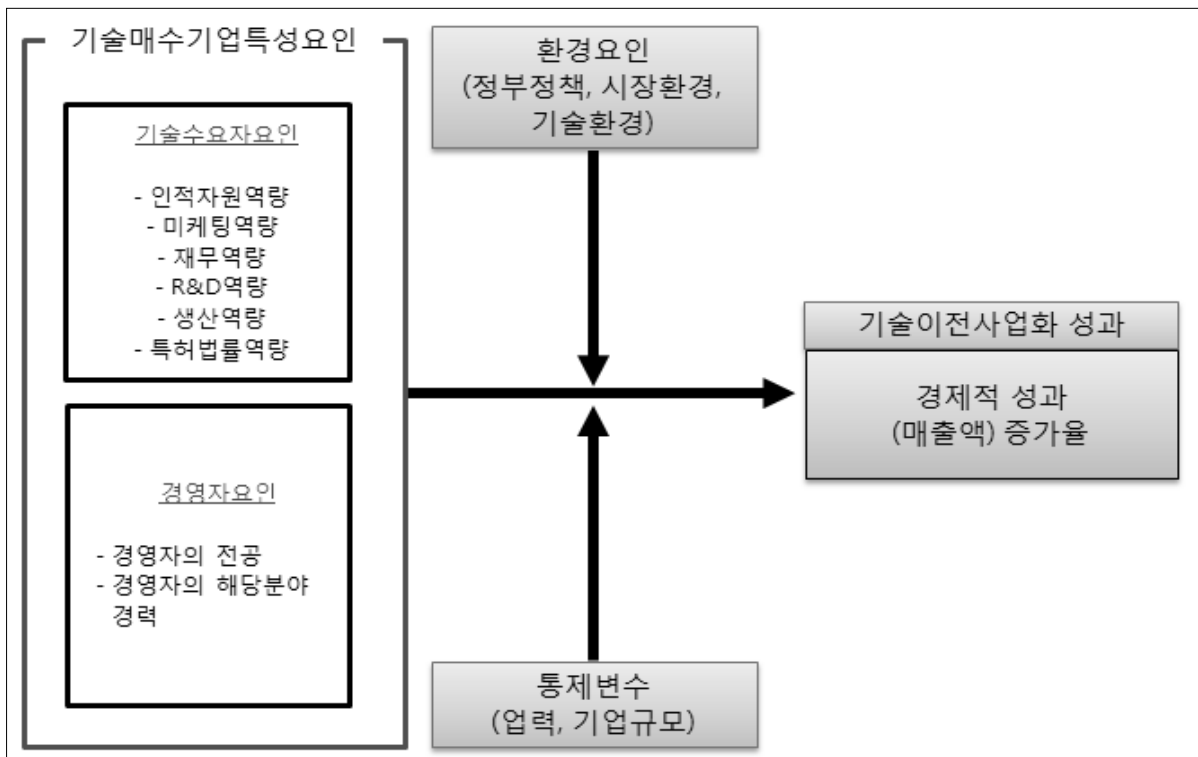 기술매수기업특성요인
기술수요자요인
- 인적자원역량
- 미케팅역량
- 재무역량
- R&D역량
- 생산역량
- 특허법률역량
경영자요인
- 경영자의 전공
- 경영자의 해당분야
경력
환경요인
(정부정책, 시장환경,
기술환경)
통제변수
(업력, 기업규모)
기술이전사업화 성과
경제적 성과
(매출액) 증가율